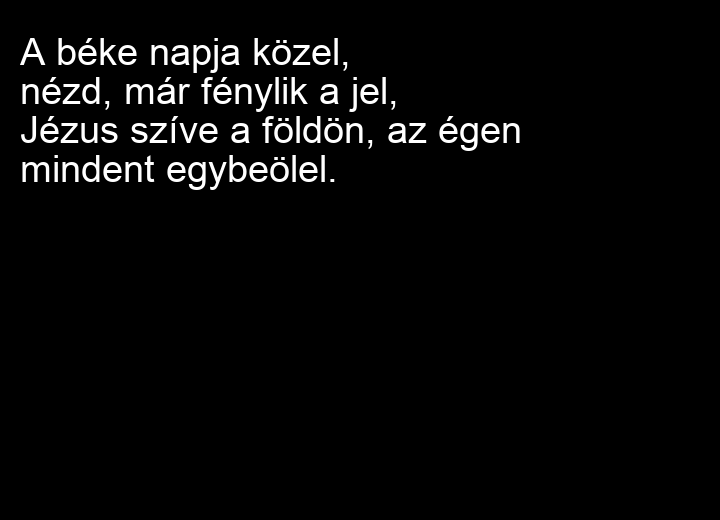 A béke napja közel,
nézd, már fénylik a jel,
Jézus szíve a földön, az égen
mindent egybeölel.